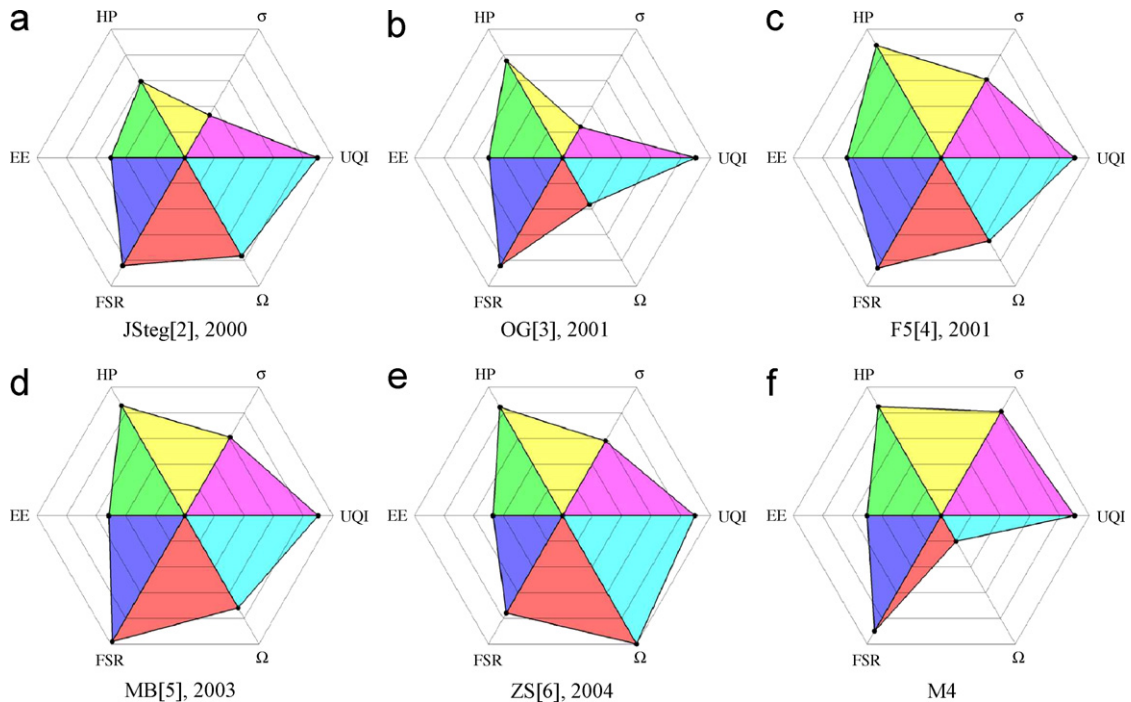 a
HP
σ
EE
UQI
FSR
Ω
JSteg[2], 2000
b
HP
σ
EE
UQI
FSR
Ω
OG[3], 2001
c
HP
σ
EE
UQI
FSR
Ω
F5[4], 2001
d
HP
σ
EE
UQI
FSR
Ω
MB[5], 2003
e
HP
σ
EE
UQI
FSR
Ω
ZS[6], 2004
f
HP
σ
EE
UQI
FSR
Ω
M4